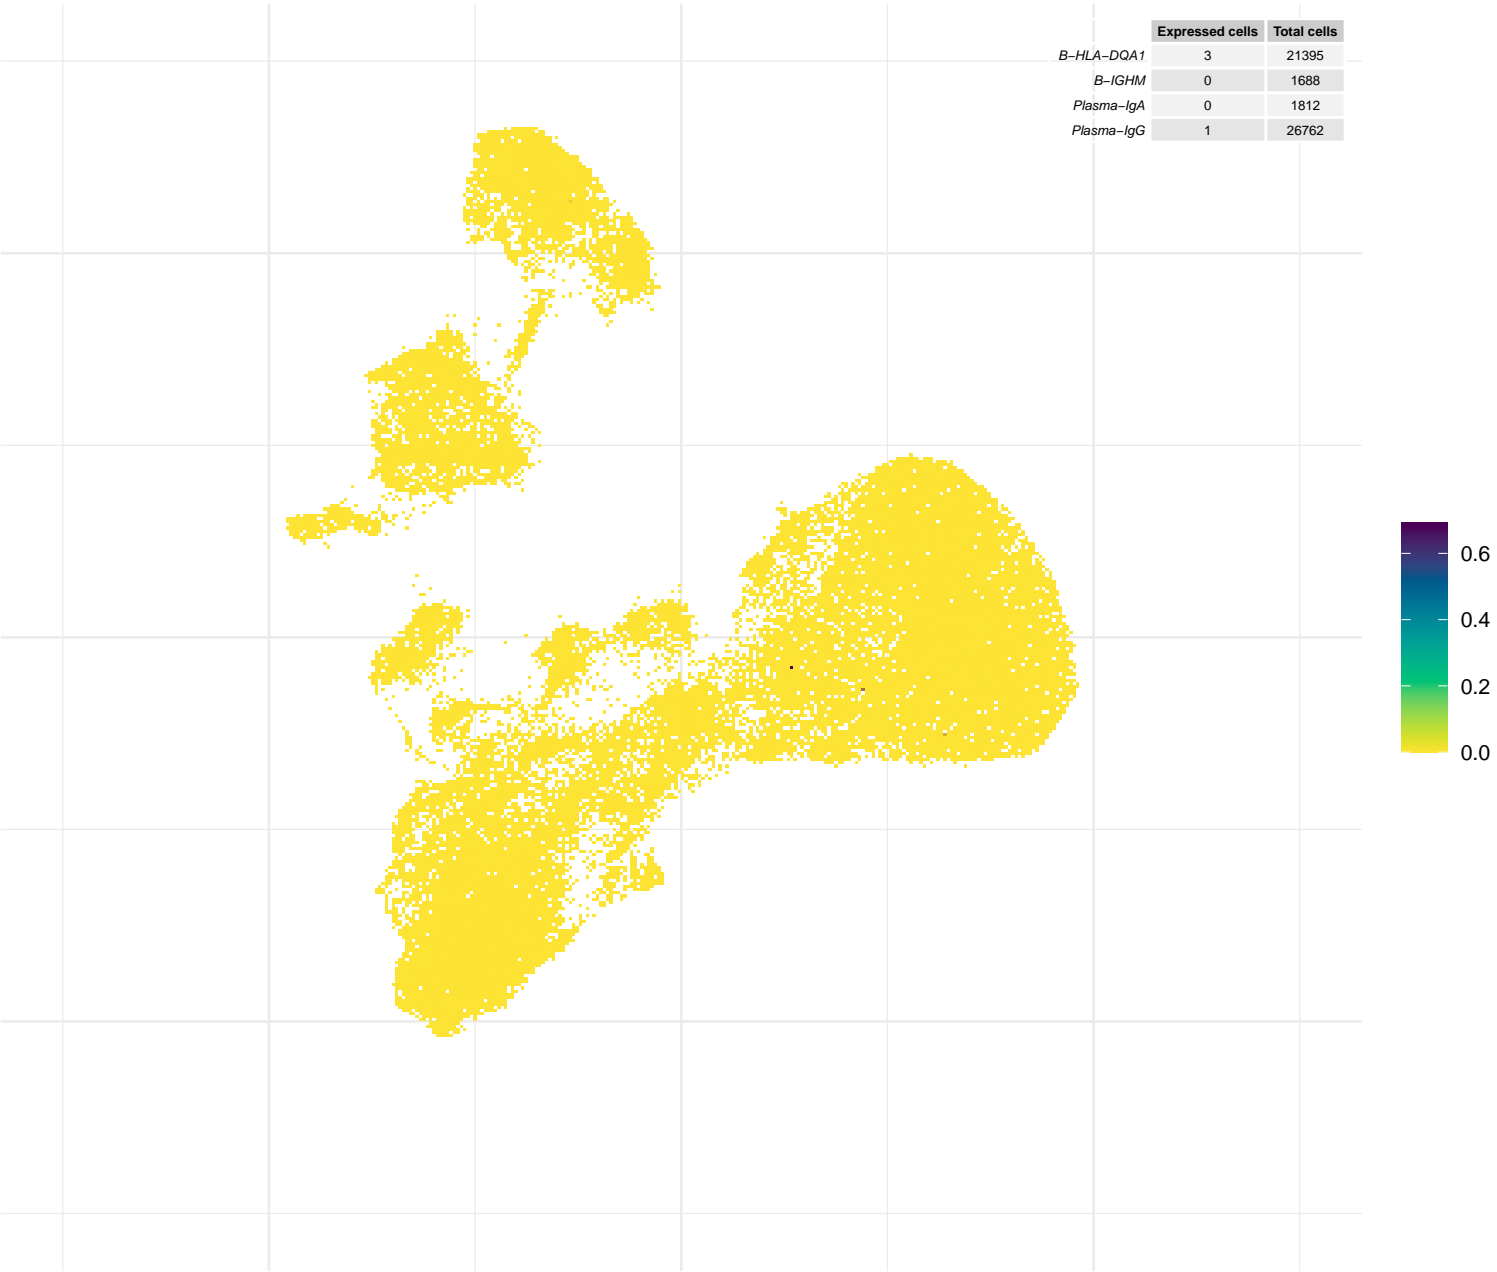 Expressed cells Total cells
B−HLA−DQA1 3 21395
B−IGHM 0 1688
Plasma−IgA 0 1812
Plasma−IgG 1 26762
0.6
0.4
0.2
0.0